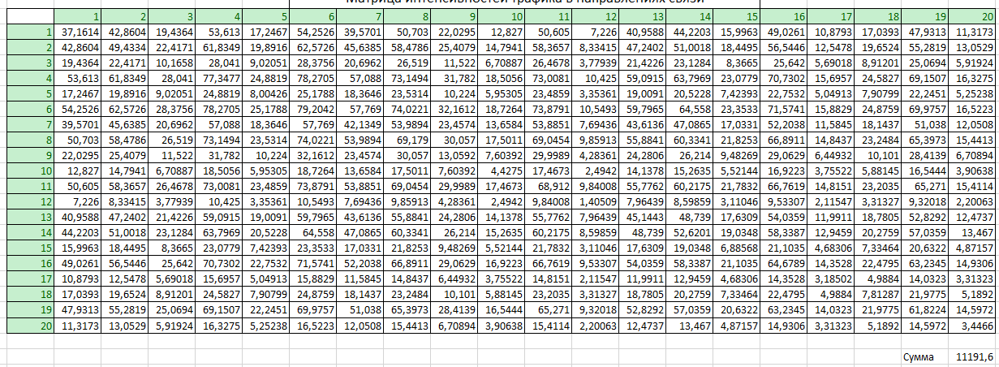 Матрица интенсивностей трафика в направлениях связи
1 2 3 4 5 6 7 8 9 10 11 12 13 14 15 16 17 18 19 20
1 37,1614 42,8604 19,4364 53,613 17,2467 54,2526 39,5701 50,703 22,0295 12,827 50,605 7,226 40,9588 44,2203 15,9963 49,0261 10,8793 17,0393 47,9313 11,3173
2 42,8604 49,4334 22,4171 61,8349 19,8916 62,5726 45,6385 58,4786 25,4079 14,7941 58,3657 8,33415 47,2402 51,0018 18,4495 56,5446 12,5478 19,6524 55,2819 13,0529
3 19,4364 22,4171 10,1658 28,041 9,02051 28,3756 20,6962 26,519 11,522 6,70887 26,4678 3,77939 21,4226 23,1284 8,3665 25,642 5,69018 8,91201 25,0694 5,91924
4 53,613 61,8349 28,041 77,3477 24,8819 78,2705 57,088 73,1494 31,782 18,5056 73,0081 10,425 59,0915 63,7969 23,0779 70,7302 15,6957 24,5827 69,1507 16,3275
5 17,2467 19,8916 9,02051 24,8819 8,00426 25,1788 18,3646 23,5314 10,224 5,95305 23,4859 3,35361 19,0091 20,5228 7,42393 22,7532 5,04913 7,90799 22,2451 5,25238
6 54,2526 62,5726 28,3756 78,2705 25,1788 79,2042 57,769 74,0221 32,1612 18,7264 73,8791 10,5493 59,7965 64,558 23,3533 71,5741 15,8829 24,8759 69,9757 16,5223
7 39,5701 45,6385 20,6962 57,088 18,3646 57,769 42,1349 53,9894 23,4574 13,6584 53,8851 7,69436 43,6136 47,0865 17,0331 52,2038 11,5845 18,1437 51,038 12,0508
8 50,703 58,4786 26,519 73,1494 23,5314 74,0221 53,9894 69,179 30,057 17,5011 69,0454 9,85913 55,8841 60,3341 21,8253 66,8911 14,8437 23,2484 65,3973 15,4413
9 22,0295 25,4079 11,522 31,782 10,224 32,1612 23,4574 30,057 13,0592 7,60392 29,9989 4,28361 24,2806 26,214 9,48269 29,0629 6,44932 10,101 28,4139 6,70894
10 12,827 14,7941 6,70887 18,5056 5,95305 18,7264 13,6584 17,5011 7,60392 4,4275 17,4673 2,4942 14,1378 15,2635 5,52144 16,9223 3,75522 5,88145 16,5444 3,90638
11 50,605 58,3657 26,4678 73,0081 23,4859 73,8791 53,8851 69,0454 29,9989 17,4673 68,912 9,84008 55,7762 60,2175 21,7832 66,7619 14,8151 23,2035 65,271 15,4114
12 7,226 8,33415 3,77939 10,425 3,35361 10,5493 7,69436 9,85913 4,28361 2,4942 9,84008 1,40509 7,96439 8,59859 3,11046 9,53307 2,11547 3,31327 9,32018 2,20063
13 40,9588 47,2402 21,4226 59,0915 19,0091 59,7965 43,6136 55,8841 24,2806 14,1378 55,7762 7,96439 45,1443 48,739 17,6309 54,0359 11,9911 18,7805 52,8292 12,4737
14 44,2203 51,0018 23,1284 63,7969 20,5228 64,558 47,0865 60,3341 26,214 15,2635 60,2175 8,59859 48,739 52,6201 19,0348 58,3387 12,9459 20,2759 57,0359 13,467
15 15,9963 18,4495 8,3665 23,0779 7,42393 23,3533 17,0331 21,8253 9,48269 5,52144 21,7832 3,11046 17,6309 19,0348 6,88568 21,1035 4,68306 7,33464 20,6322 4,87157
16 49,0261 56,5446 25,642 70,7302 22,7532 71,5741 52,2038 66,8911 29,0629 16,9223 66,7619 9,53307 54,0359 58,3387 21,1035 64,6789 14,3528 22,4795 63,2345 14,9306
17 10,8793 12,5478 5,69018 15,6957 5,04913 15,8829 11,5845 14,8437 6,44932 3,75522 14,8151 2,11547 11,9911 12,9459 4,68306 14,3528 3,18502 4,9884 14,0323 3,31323
18 17,0393 19,6524 8,91201 24,5827 7,90799 24,8759 18,1437 23,2484 10,101 5,88145 23,2035 3,31327 18,7805 20,2759 7,33464 22,4795 4,9884 7,81287 21,9775 5,1892
19 47,9313 55,2819 25,0694 69,1507 22,2451 69,9757 51,038 65,3973 28,4139 16,5444 65,271 9,32018 52,8292 57,0359 20,6322 63,2345 14,0323 21,9775 61,8224 14,5972
20 11,3173 13,0529 5,91924 16,3275 5,25238 16,5223 12,0508 15,4413 6,70894 3,90638 15,4114 2,20063 12,4737 13,467 4,87157 14,9306 3,31323 5,1892 14,5972 3,4466
Сумма 11191,6